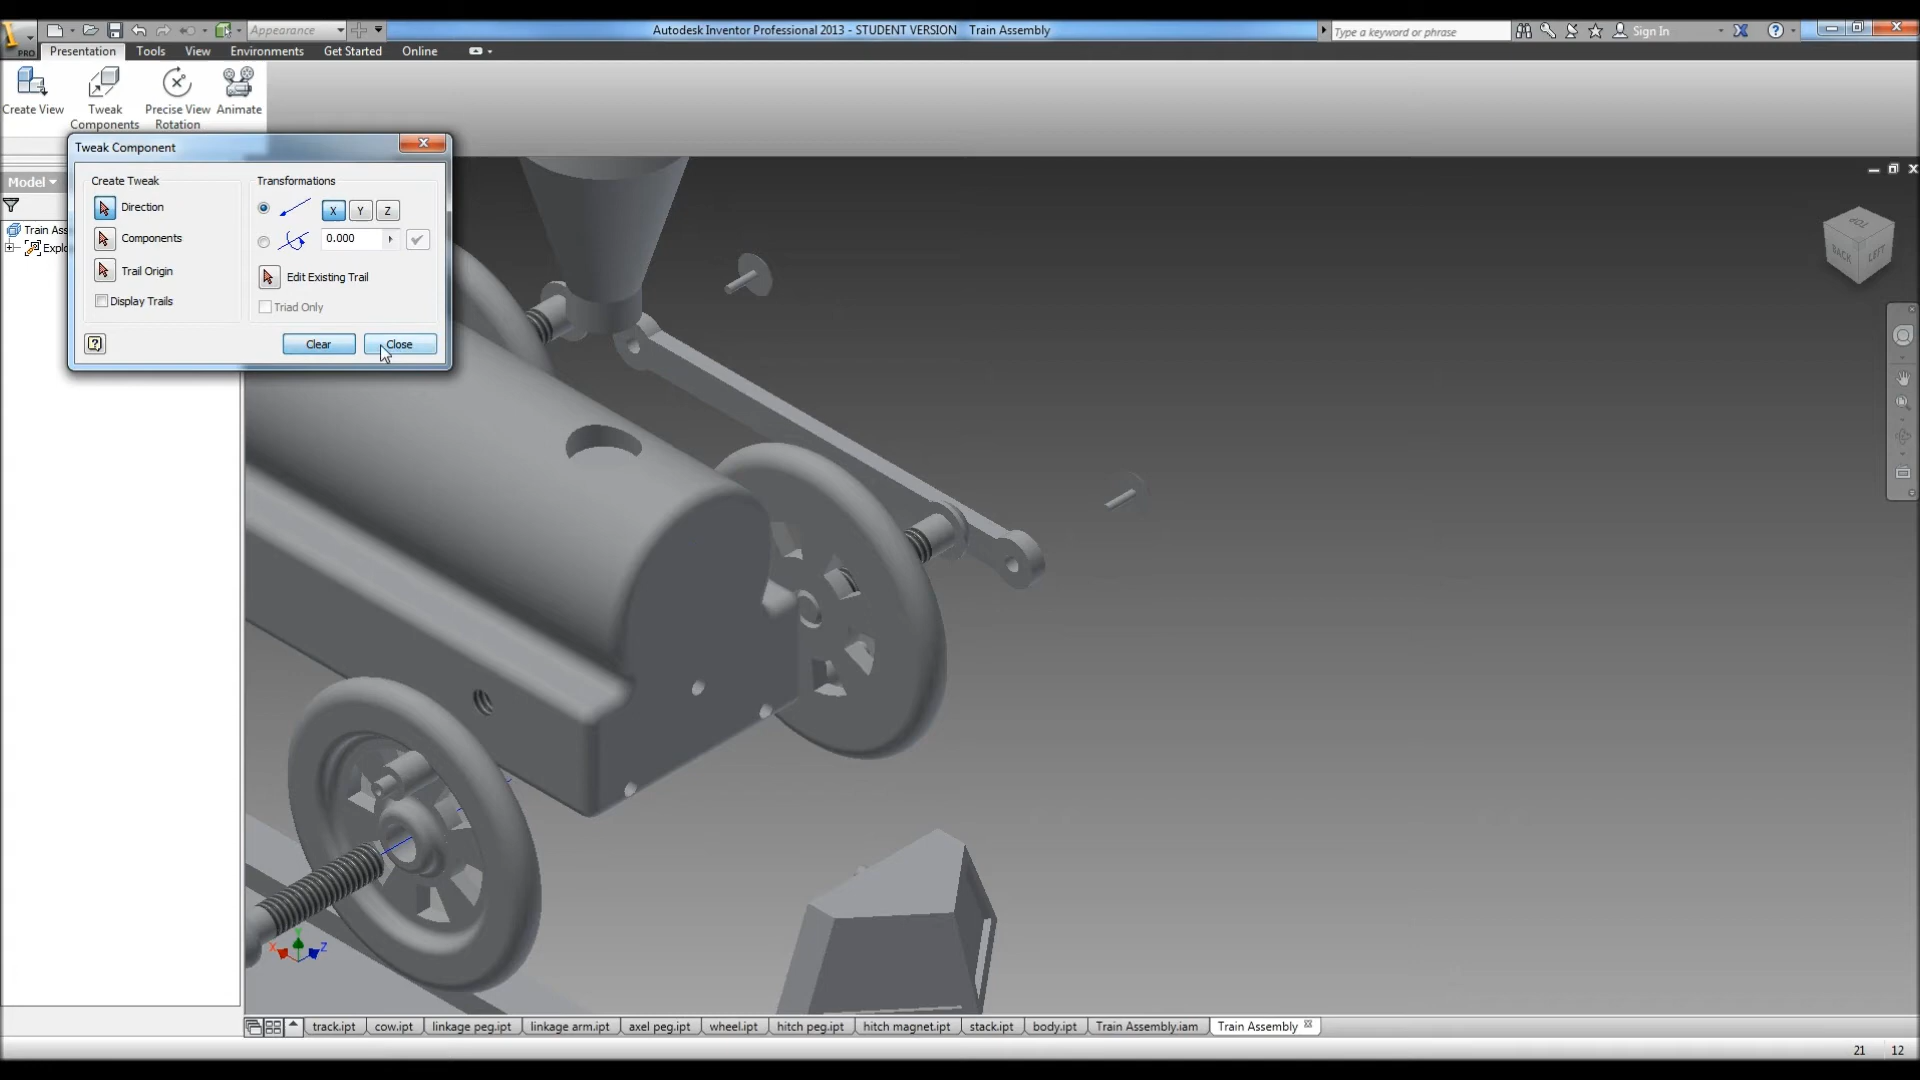 Appearance
Autodesk Inventor Professional 2013 - STUDENT VERSION Train Assembly
Type a keyword or phrase
Sign In
PRO
Presentation Tools View Environments Get Started Online
Create View
Tweak Components
Precise View Rotation
Animate
Tweak Component
Model
Train Ass
Explo
Create Tweak
Direction
Components
Trail Origin
Display Trails
Transformations
X Y Z
0.000
Edit Existing Trail
Triad Only
Clear
Close
TOP
BACK
LEFT
Y
X
Z
track.ipt cow.ipt linkage peg.ipt linkage arm.ipt axel peg.ipt wheel.ipt hitch peg.ipt hitch magnet.ipt stack.ipt body.ipt Train Assembly.iam Train Assembly
21 12